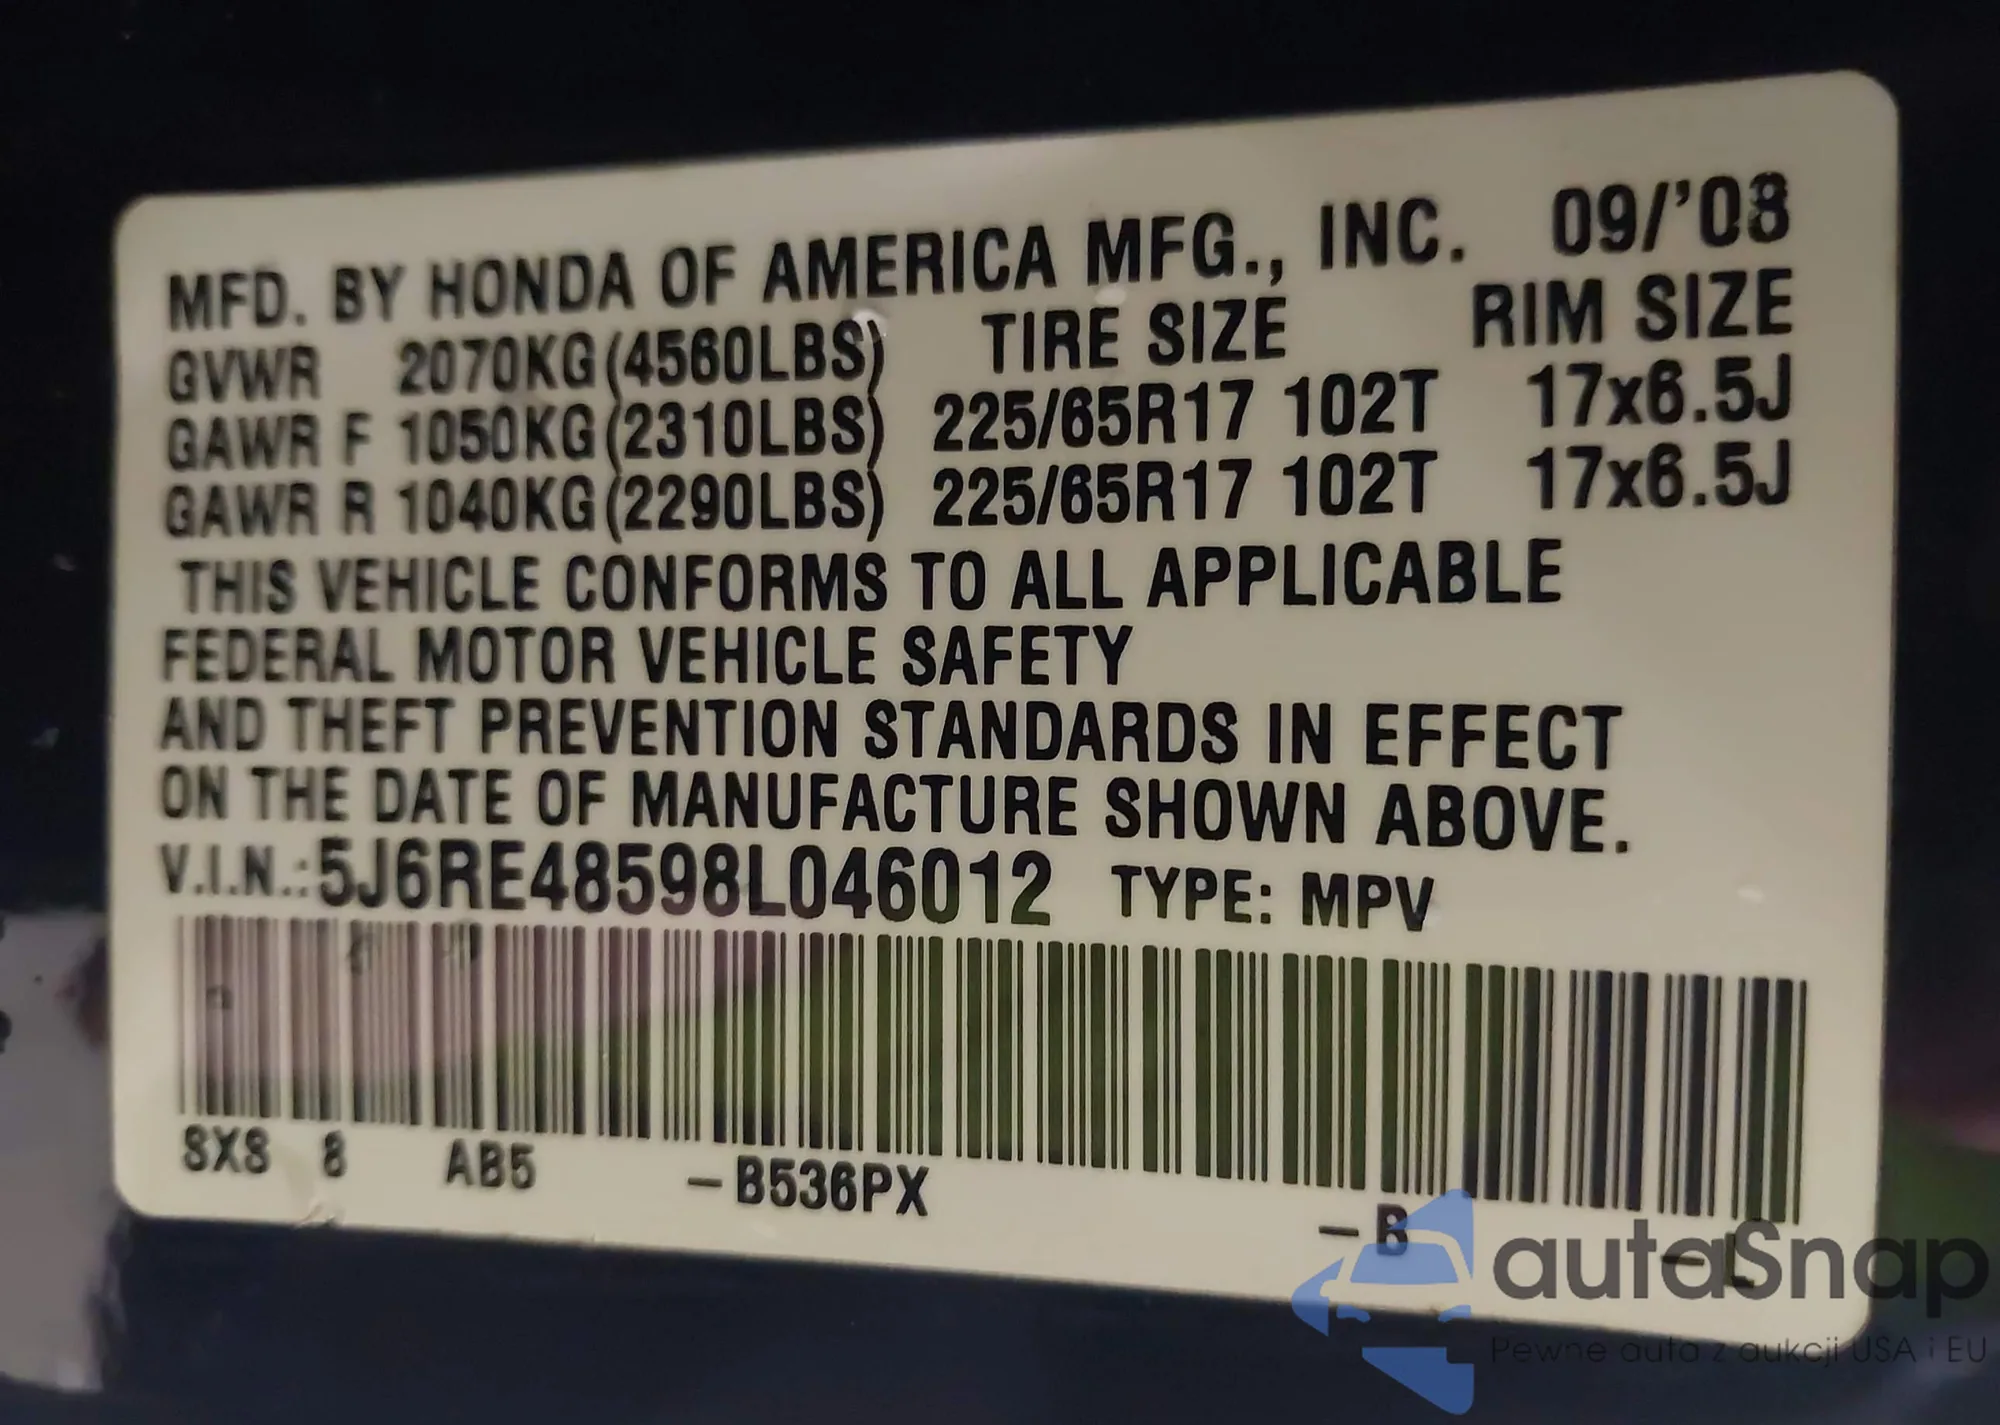 MFD. BY HONDA OF AMERICA MFG., INC. 09/'08
GVWR 2070KG(4560LBS) TIRE SIZE RIM SIZE
GAWR F 1050KG(2310LBS) 225/65R17 102T 17x6.5J
GAWR R 1040KG(2290LBS) 225/65R17 102T 17x6.5J
THIS VEHICLE CONFORMS TO ALL APPLICABLE
FEDERAL MOTOR VEHICLE SAFETY
AND THEFT PREVENTION STANDARDS IN EFFECT
ON THE DATE OF MANUFACTURE SHOWN ABOVE.
V.I.N.:5J6RE48598L046012 TYPE: MPV
SXS 8 AB5 –B536PX –B –L
autaSnap
Pewne auta z aukcji USA i EU